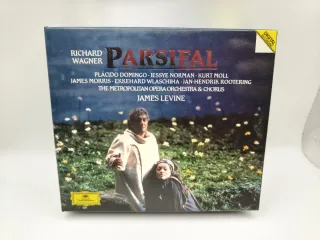 RICHARD
WAGNER
PARSIFAL
PLÁCIDO DOMINGO · JESSYE NORMAN · KURT MOLL
JAMES MORRIS · EKKEHARD WLASCHIHA · JAN-HENDRIK ROOTERING
THE METROPOLITAN OPERA ORCHESTRA & CHORUS
JAMES LEVINE